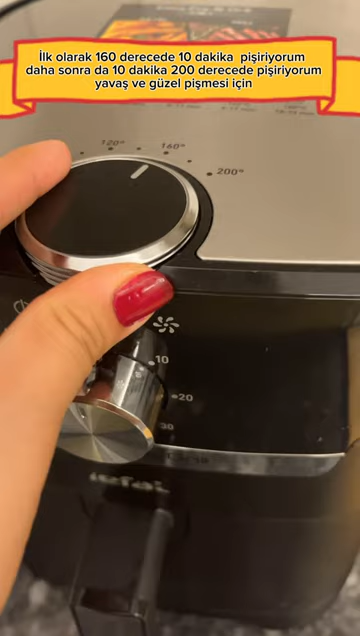 İlk olarak 160 derecede 10 dakika pişiriyorum
daha sonra da 10 dakika 200 derecede pişiriyorum
yavaş ve güzel pişmesi için
120°
160°
200°
10
20
30
Tefal